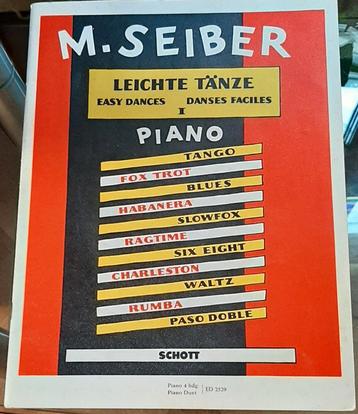 M. SEIBER
LEICHTE TÄNZE
EASY DANCES DANSES FACILES
I
PIANO
TANGO
FOX TROT
BLUES
HABANERA
SLOWFOX
RAGTIME
SIX EIGHT
CHARLESTON
WALTZ
RUMBA
PASO DOBLE
SCHOTT
Piano 4 hdg.
Piano Duet
ED 2529